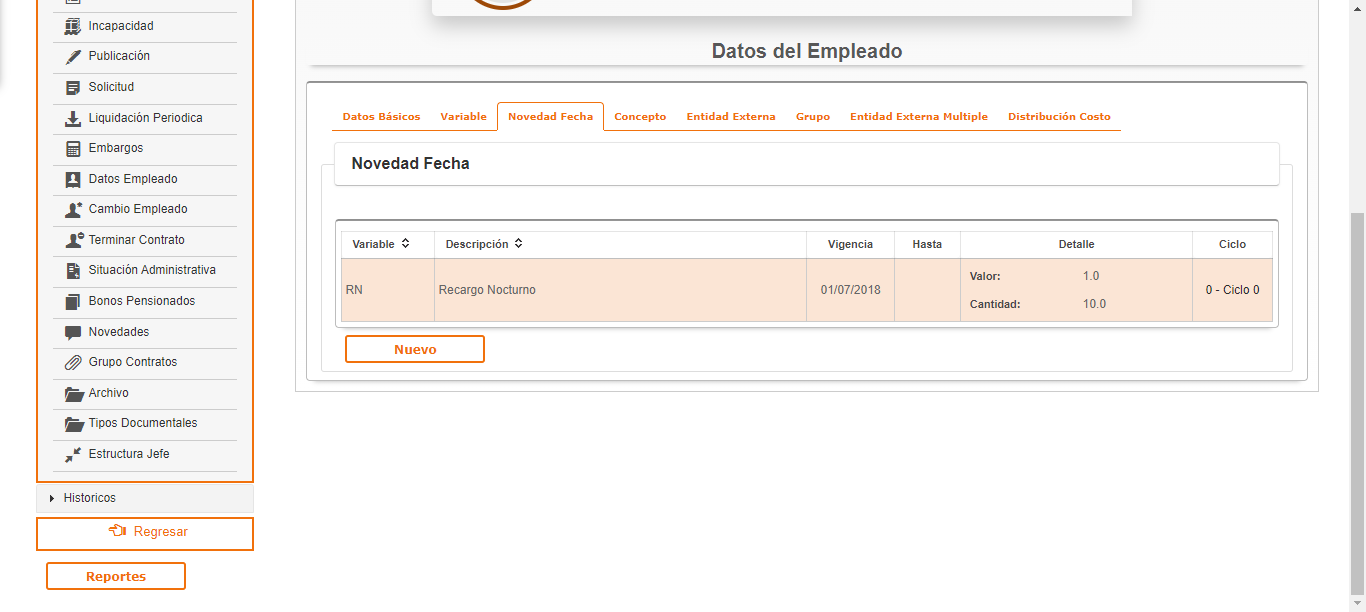 Incapacidad
Publicación
Solicitud
Liquidación Periodica
Embargos
Datos Empleado
Cambio Empleado
Terminar Contrato
Situación Administrativa
Bonos Pensionados
Novedades
Grupo Contratos
Archivo
Tipos Documentales
Estructura Jefe
Historicos
Regresar
Reportes
Datos del Empleado
Datos Básicos Variable Novedad Fecha Concepto Entidad Externa Grupo Entidad Externa Multiple Distribución Costo
Novedad Fecha
Variable Descripción Vigencia Hasta Detalle Ciclo
RN Recargo Nocturno 01/07/2018 Valor: 1.0 0 - Ciclo 0
Cantidad: 10.0
Nuevo